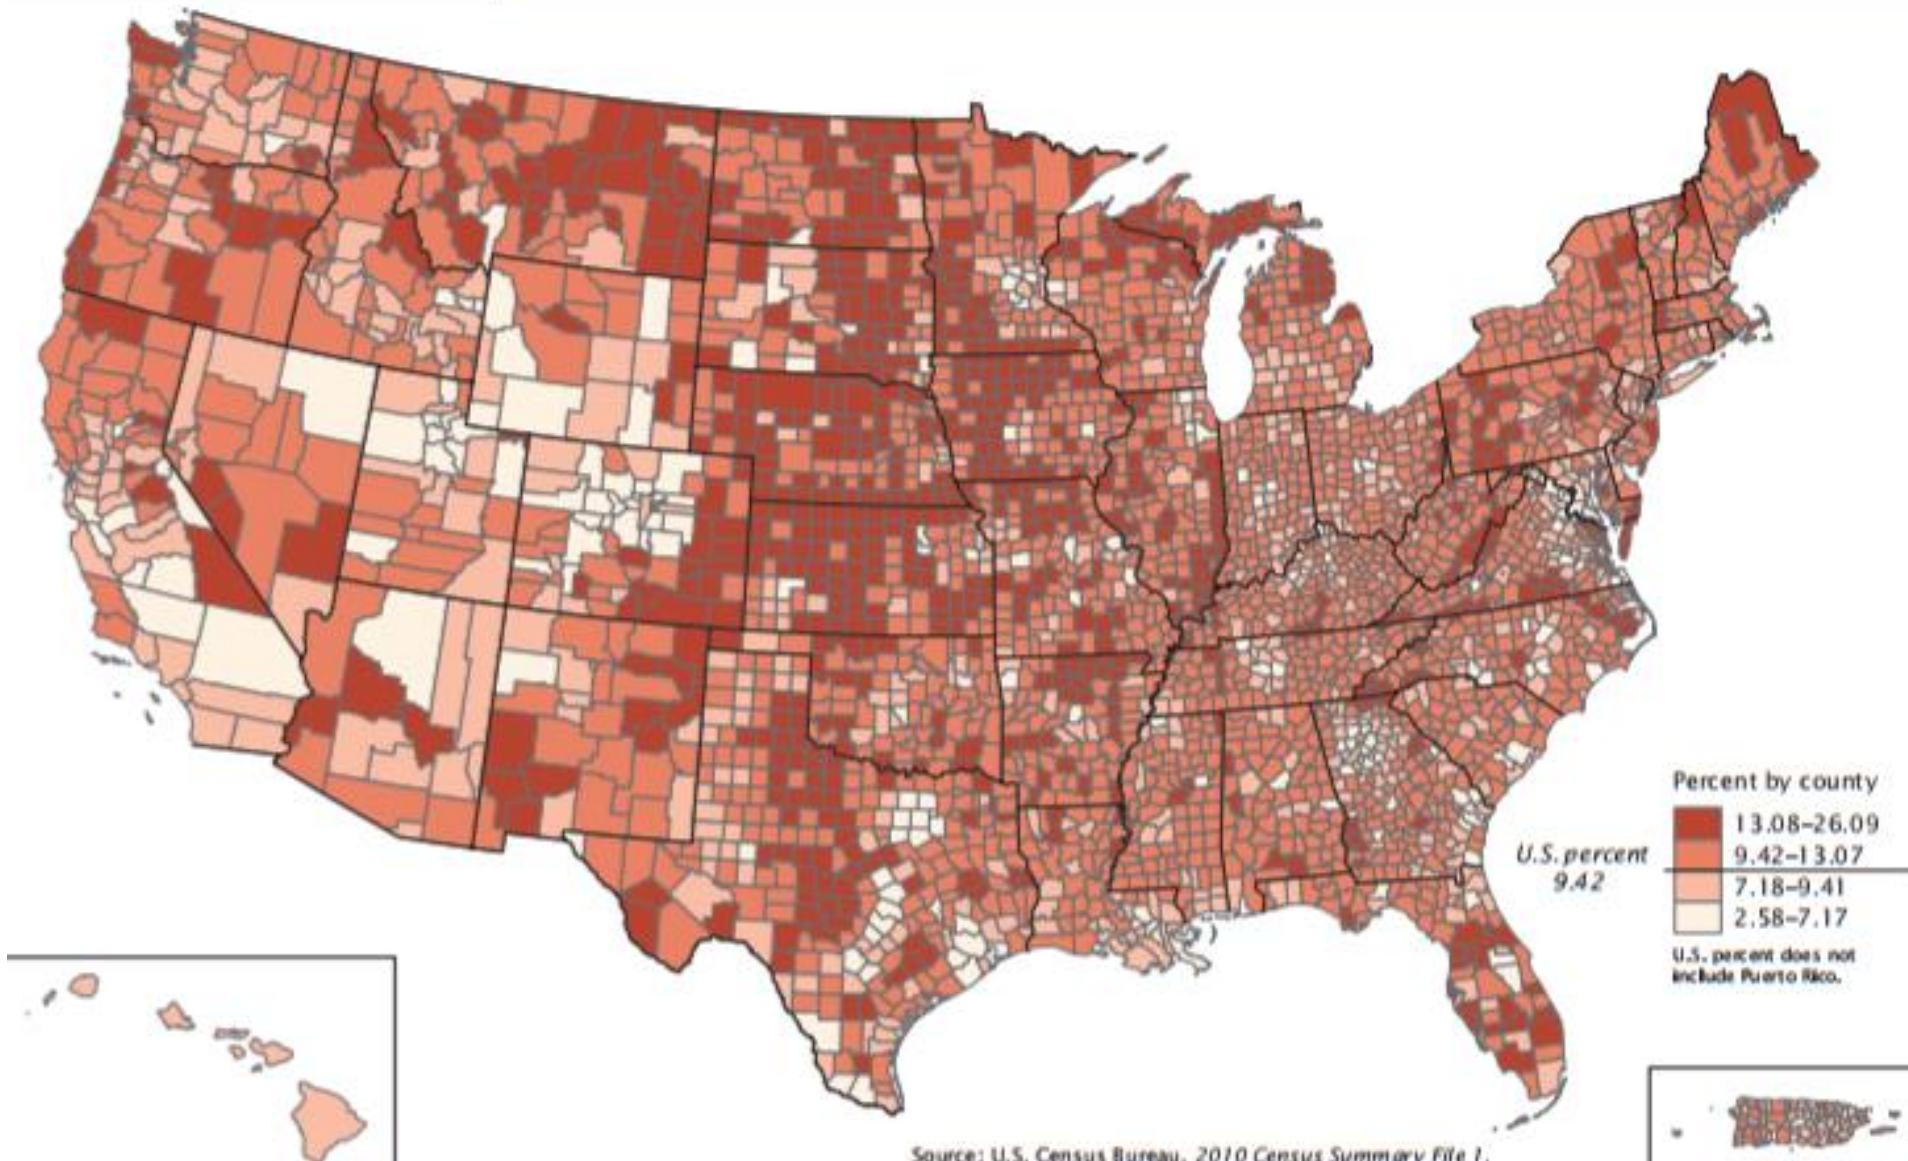 Percent by county
13.08–26.09
9.42–13.07
U.S. percent
9.42
7.18–9.41
2.58–7.17
U.S. percent does not
include Puerto Rico.
Source: U.S. Census Bureau, 2010 Census Summary File 1.